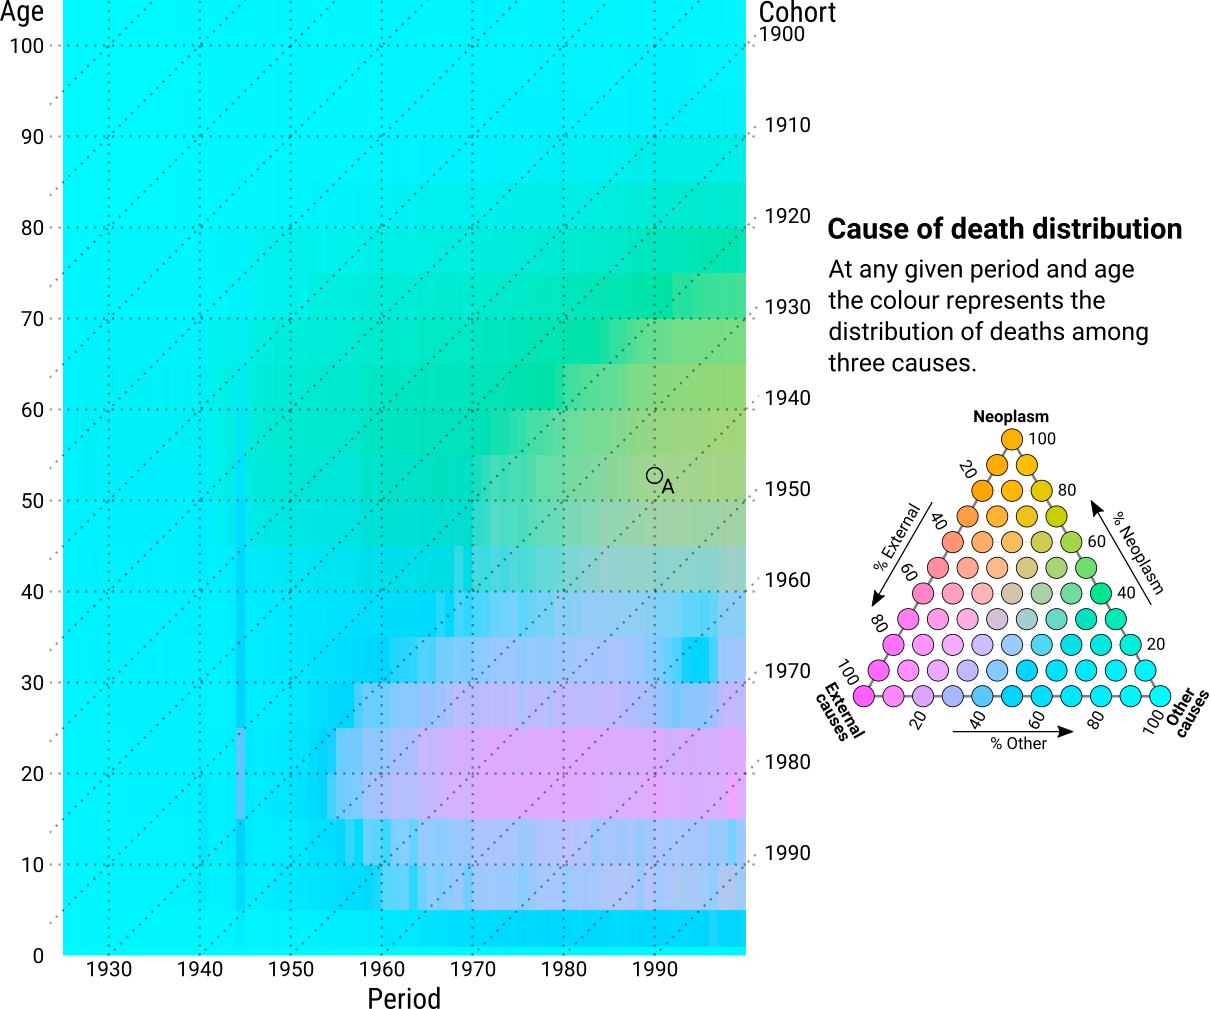 Age
Cohort
100
90
80
70
60
50
40
30
20
10
0
1900
1910
1920
1930
1940
1950
1960
1970
1980
1990
A
1930
1940
1950
1960
1970
1980
1990
Period
Cause of death distribution
At any given period and age
the colour represents the
distribution of deaths among
three causes.
Neoplasm
100
80
60
40
20
% Neoplasm
20
40
60
80
100
% External
External
causes
20
40
60
80
100
% Other
Other
causes